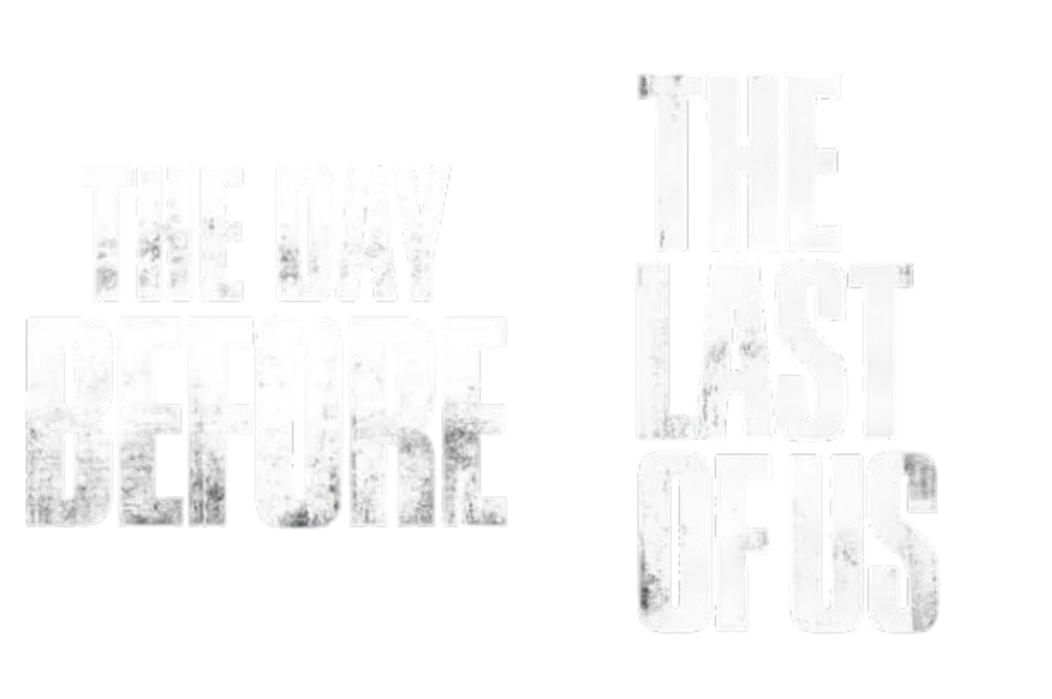 THE DAY
BEFORE
THE
LAST
OF US